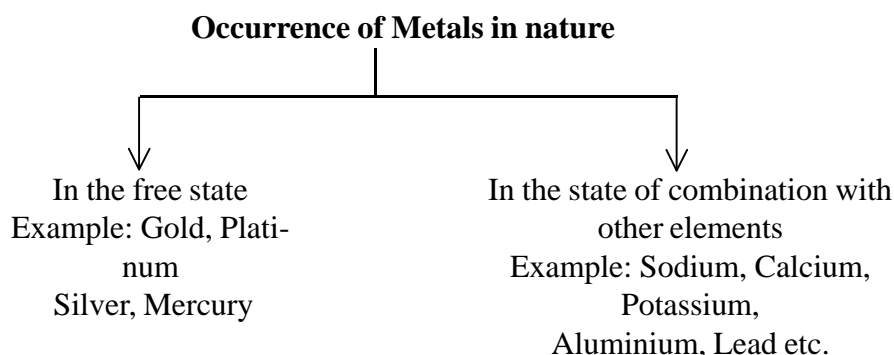 Occurrence of Metals in nature
In the free state
Example: Gold, Plati-
num
Silver, Mercury
In the state of combination with
other elements
Example: Sodium, Calcium,
Potassium,
Aluminium, Lead etc.